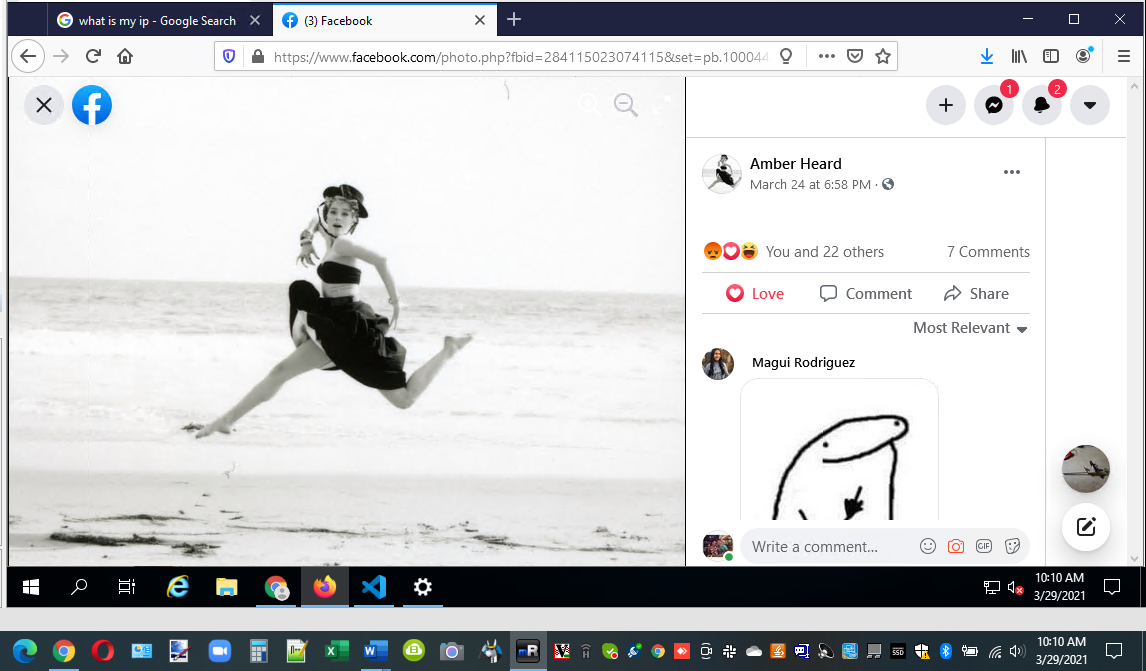 what is my ip - Google Search
(3) Facebook
https://www.facebook.com/photo.php?fbid=284115023074115&set=pb.100044
1
2
Amber Heard
March 24 at 6:58 PM ·
You and 22 others
7 Comments
Love
Comment
Share
Most Relevant
Magui Rodriguez
Write a comment...
GIF
10:10 AM
3/29/2021
10:10 AM
3/29/2021